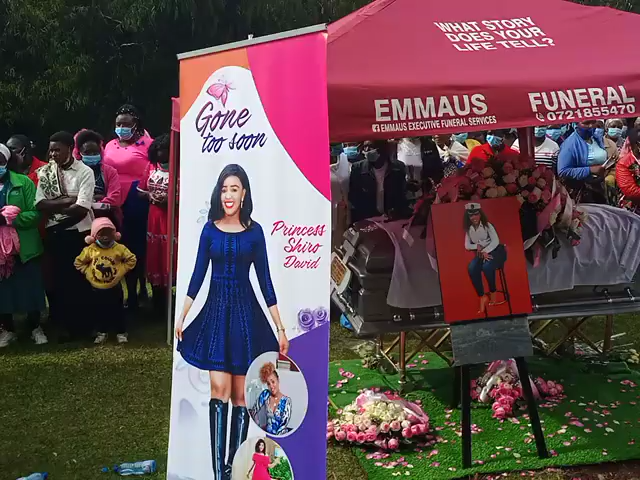 Gone
too soon
Princess
Shiro
David
WHAT STORY
DOES YOUR
LIFE TELL?
EMMAUS
EMMAUS EXECUTIVE FUNERAL SERVICES
FUNERAL
0721855470